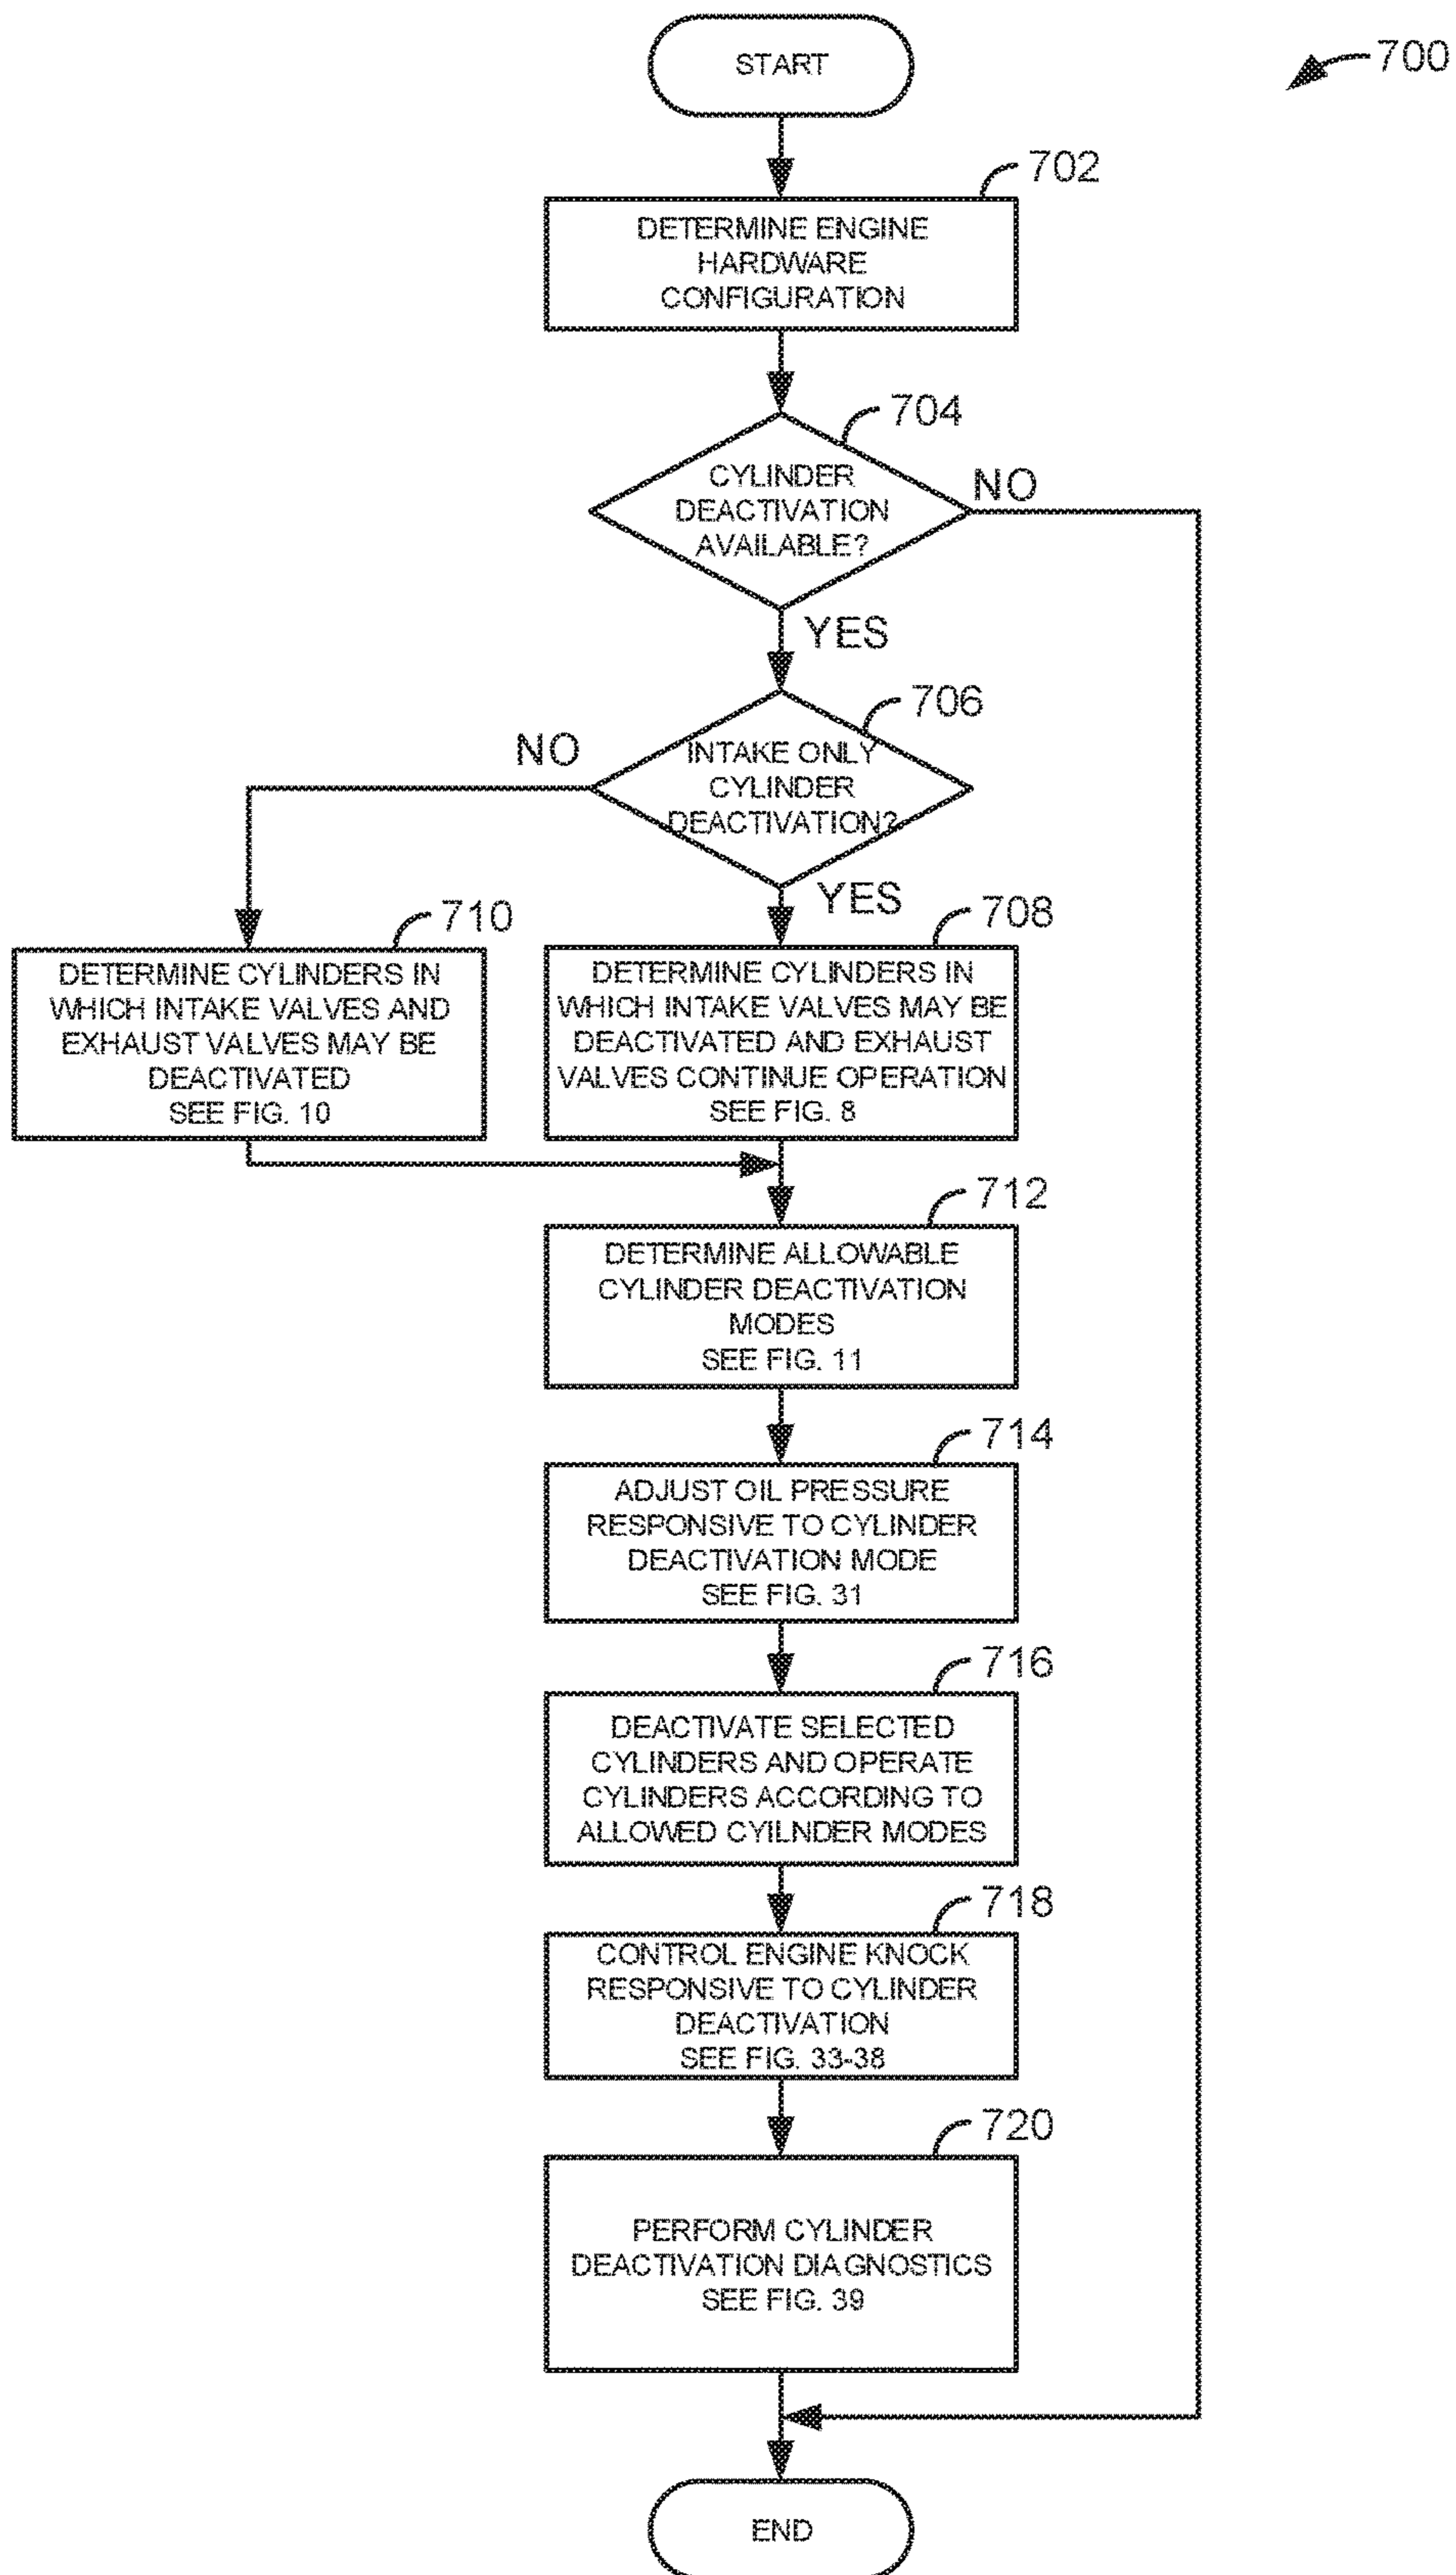 START
700
702
DETERMINE ENGINE
HARDWARE
CONFIGURATION
704
CYLINDER
DEACTIVATION
AVAILABLE?
NO
YES
706
INTAKE ONLY
CYLINDER
DEACTIVATION?
NO
YES
710
DETERMINE CYLINDERS IN
WHICH INTAKE VALVES AND
EXHAUST VALVES MAY BE
DEACTIVATED
SEE FIG. 10
708
DETERMINE CYLINDERS IN
WHICH INTAKE VALVES MAY BE
DEACTIVATED AND EXHAUST
VALVES CONTINUE OPERATION
SEE FIG. 8
712
DETERMINE ALLOWABLE
CYLINDER DEACTIVATION
MODES
SEE FIG. 11
714
ADJUST OIL PRESSURE
RESPONSIVE TO CYLINDER
DEACTIVATION MODE
SEE FIG. 31
716
DEACTIVATE SELECTED
CYLINDERS AND OPERATE
CYLINDERS ACCORDING TO
ALLOWED CYILNDER MODES
718
CONTROL ENGINE KNOCK
RESPONSIVE TO CYLINDER
DEACTIVATION
SEE FIG. 33-38
720
PERFORM CYLINDER
DEACTIVATION DIAGNOSTICS
SEE FIG. 39
END